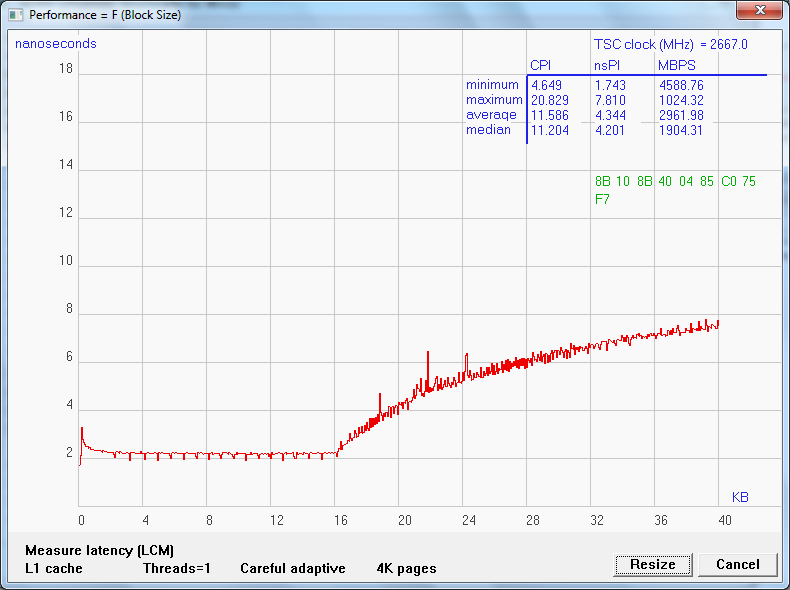 Performance = F (Block Size)
nanoseconds
TSC clock (MHz) = 2667.0
CPI nsPI MBPS
minimum 4.649 1.743 4588.76
maximum 20.829 7.810 1024.32
average 11.586 4.344 2961.98
median 11.204 4.201 1904.31
8B 10 8B 40 04 85 C0 75
F7
18
16
14
12
10
8
6
4
2
KB
0 4 8 12 16 20 24 28 32 36 40
Measure latency (LCM)
L1 cache Threads=1 Careful adaptive 4K pages
Resize Cancel